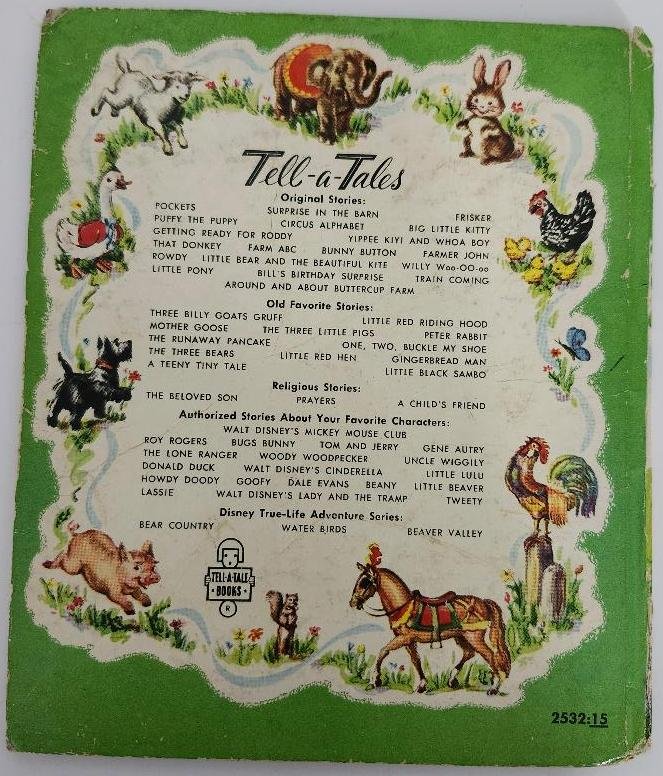 Tell-a-Tales
Original Stories:
POCKETS SURPRISE IN THE BARN FRISKER
PUFFY THE PUPPY CIRCUS ALPHABET BIG LITTLE KITTY
GETTING READY FOR RODDY YIPPEE KIYI AND WHOA BOY
THAT DONKEY FARM ABC BUNNY BUTTON FARMER JOHN
ROWDY LITTLE BEAR AND THE BEAUTIFUL KITE WILLY Woo-OO-oo
LITTLE PONY BILL'S BIRTHDAY SURPRISE TRAIN COMING
AROUND AND ABOUT BUTTERCUP FARM
Old Favorite Stories:
THREE BILLY GOATS GRUFF LITTLE RED RIDING HOOD
MOTHER GOOSE THE THREE LITTLE PIGS PETER RABBIT
THE RUNAWAY PANCAKE ONE, TWO, BUCKLE MY SHOE
THE THREE BEARS LITTLE RED HEN GINGERBREAD MAN
A TEENY TINY TALE LITTLE BLACK SAMBO
Religious Stories:
THE BELOVED SON PRAYERS A CHILD'S FRIEND
Authorized Stories About Your Favorite Characters:
WALT DISNEY'S MICKEY MOUSE CLUB
ROY ROGERS BUGS BUNNY TOM AND JERRY GENE AUTRY
THE LONE RANGER WOODY WOODPECKER UNCLE WIGGILY
DONALD DUCK WALT DISNEY'S CINDERELLA LITTLE LULU
HOWDY DOODY GOOFY DALE EVANS BEANY LITTLE BEAVER
LASSIE WALT DISNEY'S LADY AND THE TRAMP TWEETY
Disney True-Life Adventure Series:
BEAR COUNTRY WATER BIRDS BEAVER VALLEY
TELL-A-TALE
BOOKS
®
2532:15